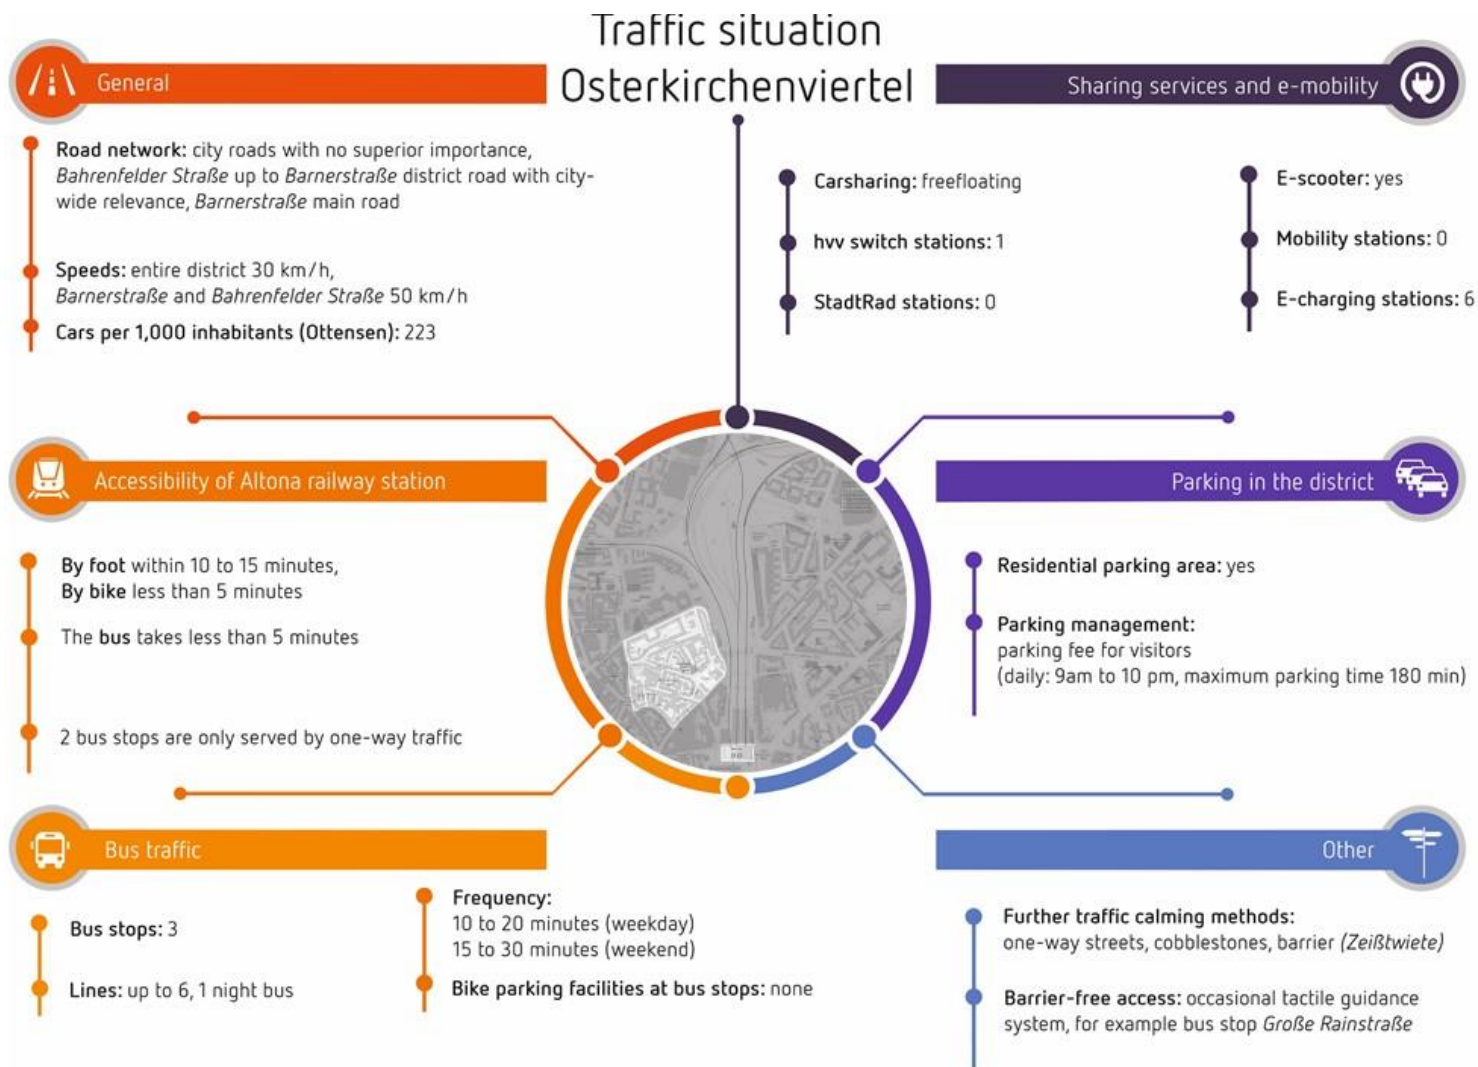 Traffic situation
Osterkirchenviertel
General
Road network: city roads with no superior importance,
Bahrenfelder Straße up to Barnerstraße district road with city-
wide relevance, Barnerstraße main road
Speeds: entire district 30 km/h,
Barnerstraße and Bahrenfelder Straße 50 km/h
Cars per 1,000 inhabitants (Ottensen): 223
Sharing services and e-mobility
Carsharing: freefloating
hvv switch stations: 1
StadtRad stations: 0
E-scooter: yes
Mobility stations: 0
E-charging stations: 6
Accessibility of Altona railway station
By foot within 10 to 15 minutes,
By bike less than 5 minutes
The bus takes less than 5 minutes
2 bus stops are only served by one-way traffic
Parking in the district
Residential parking area: yes
Parking management:
parking fee for visitors
(daily: 9am to 10 pm, maximum parking time 180 min)
Bus traffic
Bus stops: 3
Lines: up to 6, 1 night bus
Frequency:
10 to 20 minutes (weekday)
15 to 30 minutes (weekend)
Bike parking facilities at bus stops: none
Other
Further traffic calming methods:
one-way streets, cobblestones, barrier (Zeißtwiete)
Barrier-free access: occasional tactile guidance
system, for example bus stop Große Rainstraße